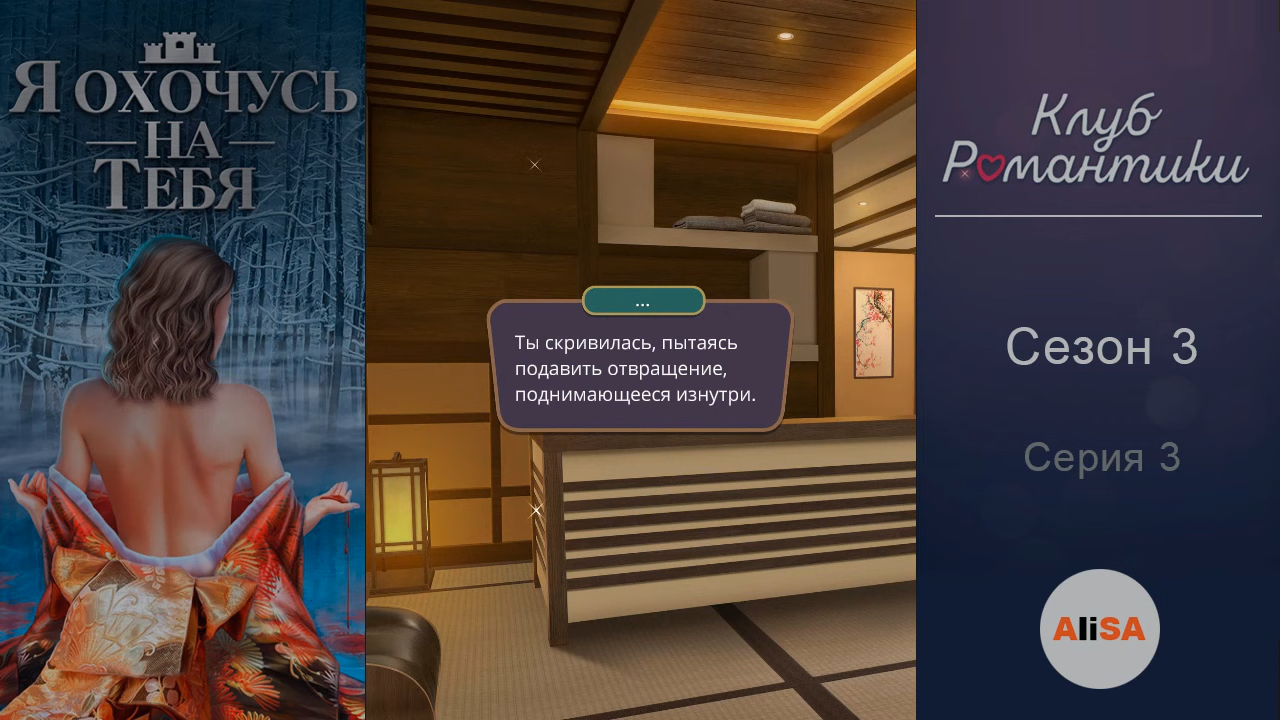 Я ОХОЧУСЬ
НА
ТЕБЯ
...
Ты скривилась, пытаясь
подавить отвращение,
поднимающееся изнутри.
Клуб
Романтики
Сезон 3
Серия 3
AliSA